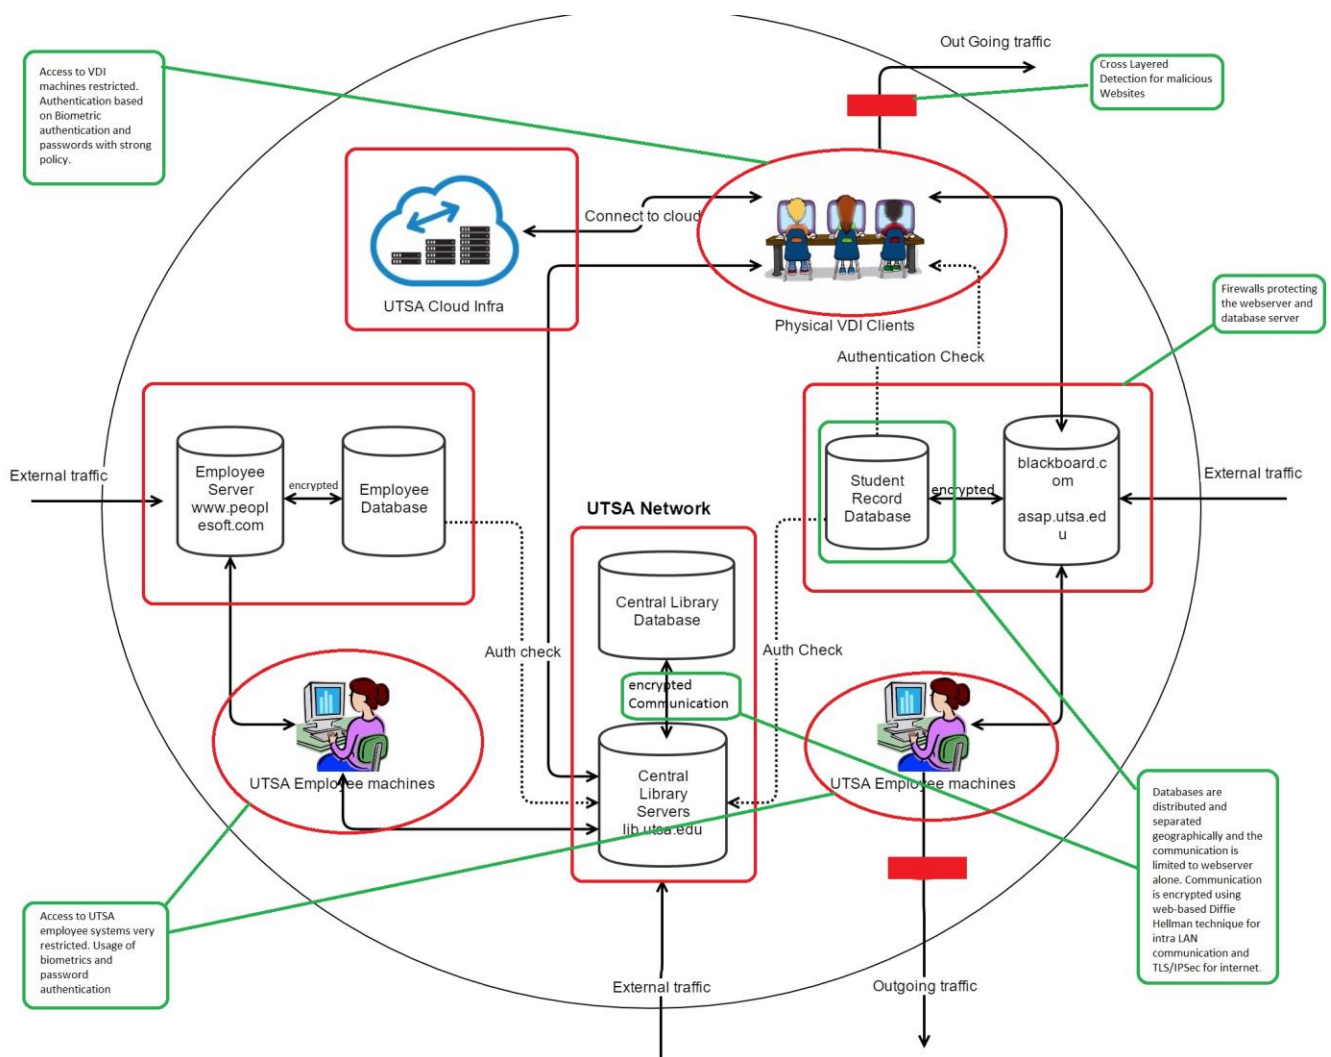 Out Going traffic
Access to VDI
machines restricted.
Authentication based
on Biometric
authentication and
passwords with strong
policy.
Cross Layered
Detection for malicious
Websites
Connect to cloud
UTSA Cloud Infra
Physical VDI Clients
Firewalls protecting
the webserver and
database server
Authentication Check
External traffic
Employee
Server
www.peopl
esoft.com
encrypted
Employee
Database
UTSA Network
Student
Record
Database
encrypted
blackboard.c
om
asap.utsa.ed
u
External traffic
Central Library
Database
Auth check
Auth Check
encrypted
Communication
UTSA Employee machines
Central
Library
Servers
lib.utsa.edu
UTSA Employee machines
Databases are
distributed and
separated
geographically and the
communication is
limited to webserver
alone. Communication
is encrypted using
web-based Diffie
Hellman technique for
intra LAN
communication and
TLS/IPSec for internet.
Access to UTSA
employee systems very
restricted. Usage of
biometrics and
password
authentication
External traffic
Outgoing traffic